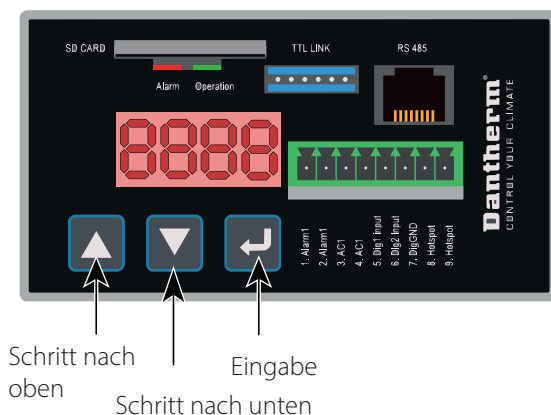 SD CARD
TTL LINK
RS 485
Alarm
Operation
8888
Dantherm®
CONTROL YOUR CLIMATE
1. Alarm1
2. Alarm1
3. AC1
4. AC1
5. Dig1 input
6. Dig2 input
7. DigGND
8. Hotspot
9. Hotspot
Schritt nach
oben
Eingabe
Schritt nach unten